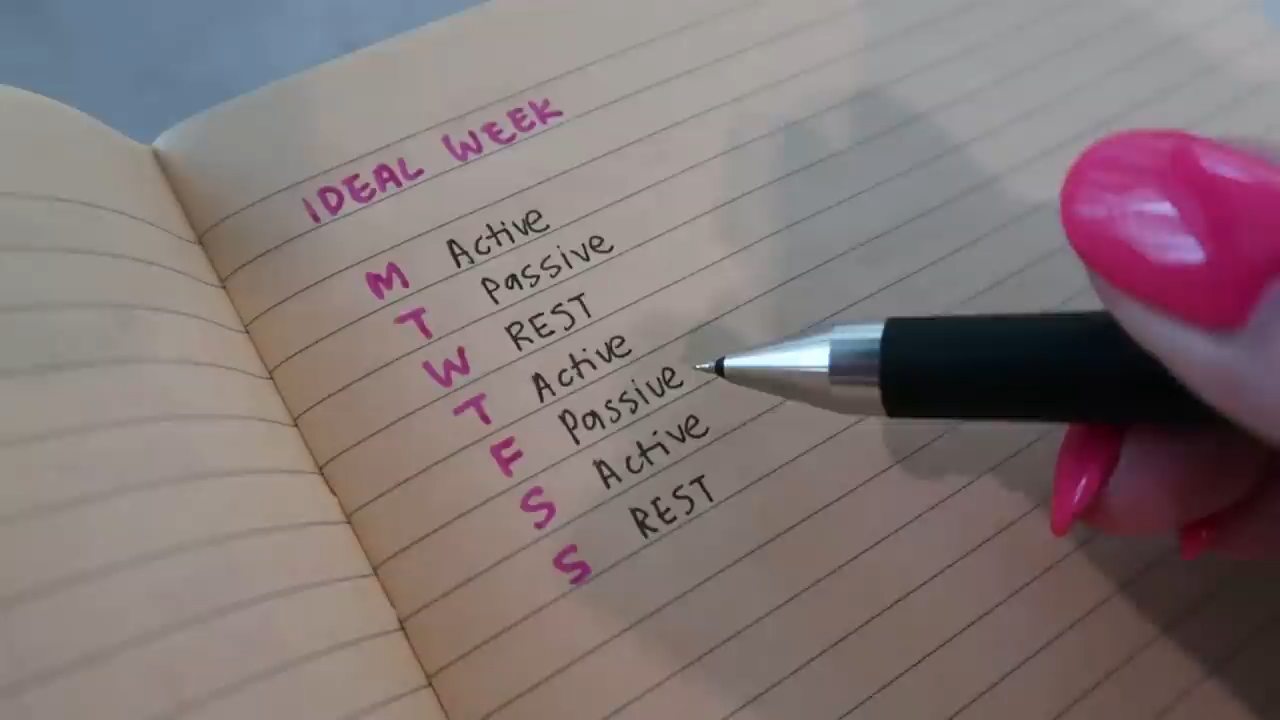 IDEAL WEEK
M Active
T Passive
W REST
T Active
F Passive
S Active
S REST